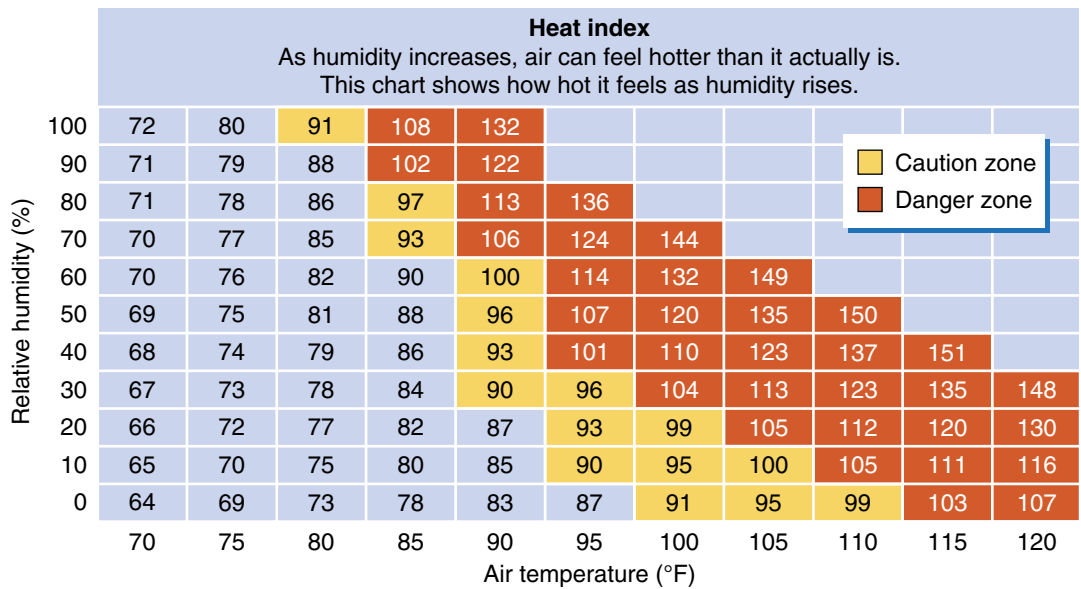 Heat index
As humidity increases, air can feel hotter than it actually is.
This chart shows how hot it feels as humidity rises.
Relative humidity (%)
100 72 80 91 108 132
90 71 79 88 102 122
80 71 78 86 97 113 136
70 70 77 85 93 106 124 144
60 70 76 82 90 100 114 132 149
50 69 75 81 88 96 107 120 135 150
40 68 74 79 86 93 101 110 123 137 151
30 67 73 78 84 90 96 104 113 123 135 148
20 66 72 77 82 87 93 99 105 112 120 130
10 65 70 75 80 85 90 95 100 105 111 116
0 64 69 73 78 83 87 91 95 99 103 107
70 75 80 85 90 95 100 105 110 115 120
Air temperature (°F)
Caution zone
Danger zone